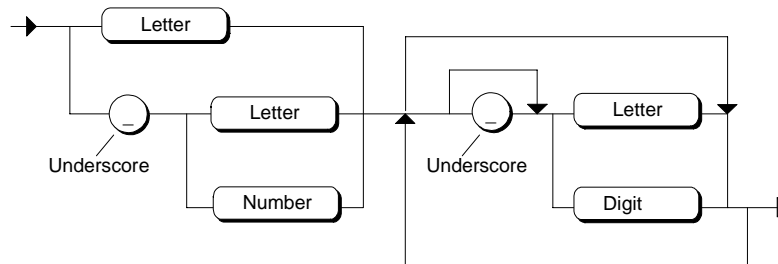 Letter
_ Letter _ Letter
Underscore Underscore
Number Digit